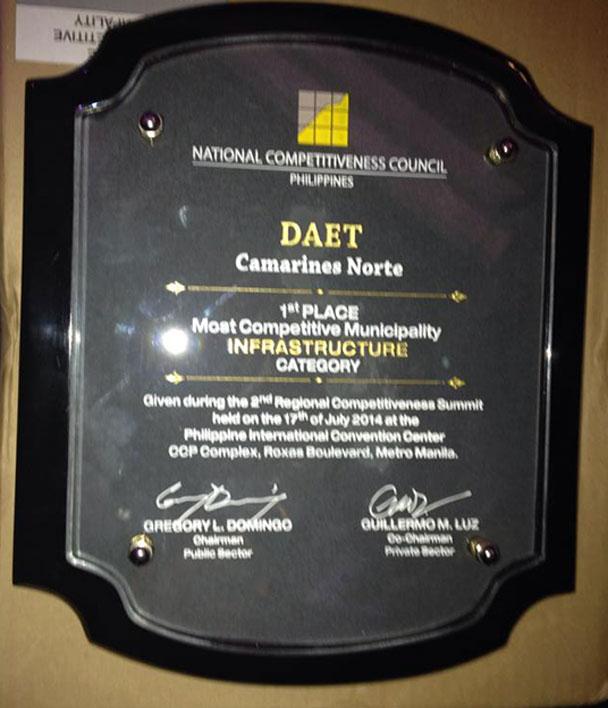 NATIONAL COMPETITIVENESS COUNCIL
PHILIPPINES
DAET
Camarines Norte
1st PLACE
Most Competitive Municipality
INFRASTRUCTURE
CATEGORY
Given during the 2nd Regional Competitiveness Summit
held on the 17th of July 2014 at the
Philippine International Convention Center
CCP Complex, Roxas Boulevard, Metro Manila.
GREGORY L. DOMINGO
Chairman
Public Sector
GUILLERMO M. LUZ
Co-Chairman
Private Sector